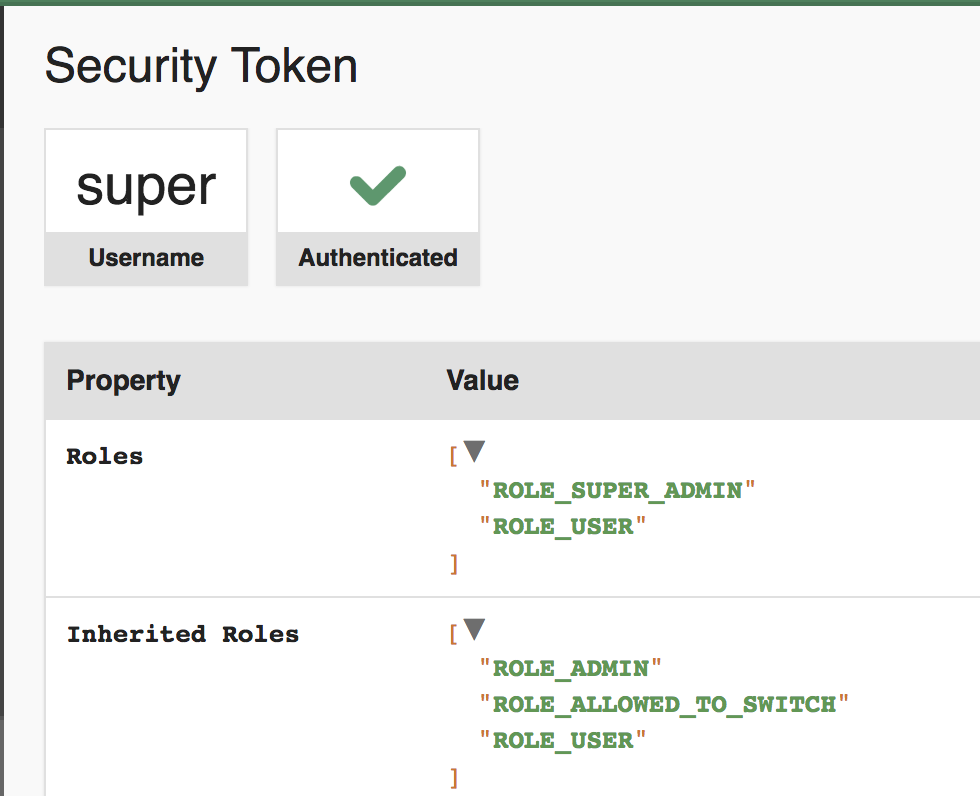 Security Token
super
Username
Authenticated
Property Value
Roles [
"ROLE_SUPER_ADMIN"
"ROLE_USER"
]
Inherited Roles [
"ROLE_ADMIN"
"ROLE_ALLOWED_TO_SWITCH"
"ROLE_USER"
]